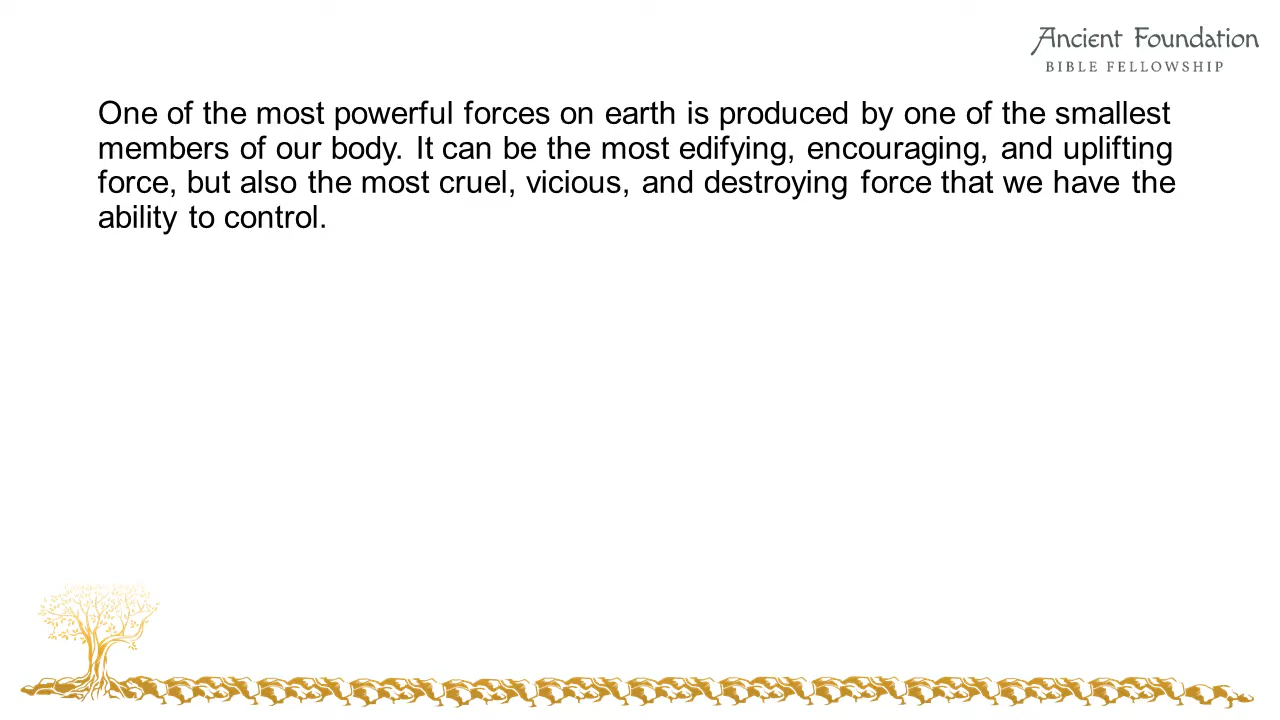 Ancient Foundation
BIBLE FELLOWSHIP
One of the most powerful forces on earth is produced by one of the smallest
members of our body. It can be the most edifying, encouraging, and uplifting
force, but also the most cruel, vicious, and destroying force that we have the
ability to control.